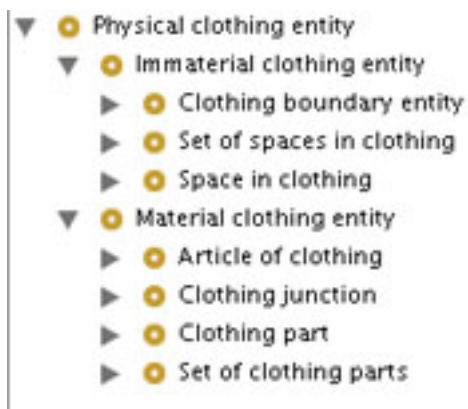 Physical clothing entity
Immaterial clothing entity
Clothing boundary entity
Set of spaces in clothing
Space in clothing
Material clothing entity
Article of clothing
Clothing junction
Clothing part
Set of clothing parts